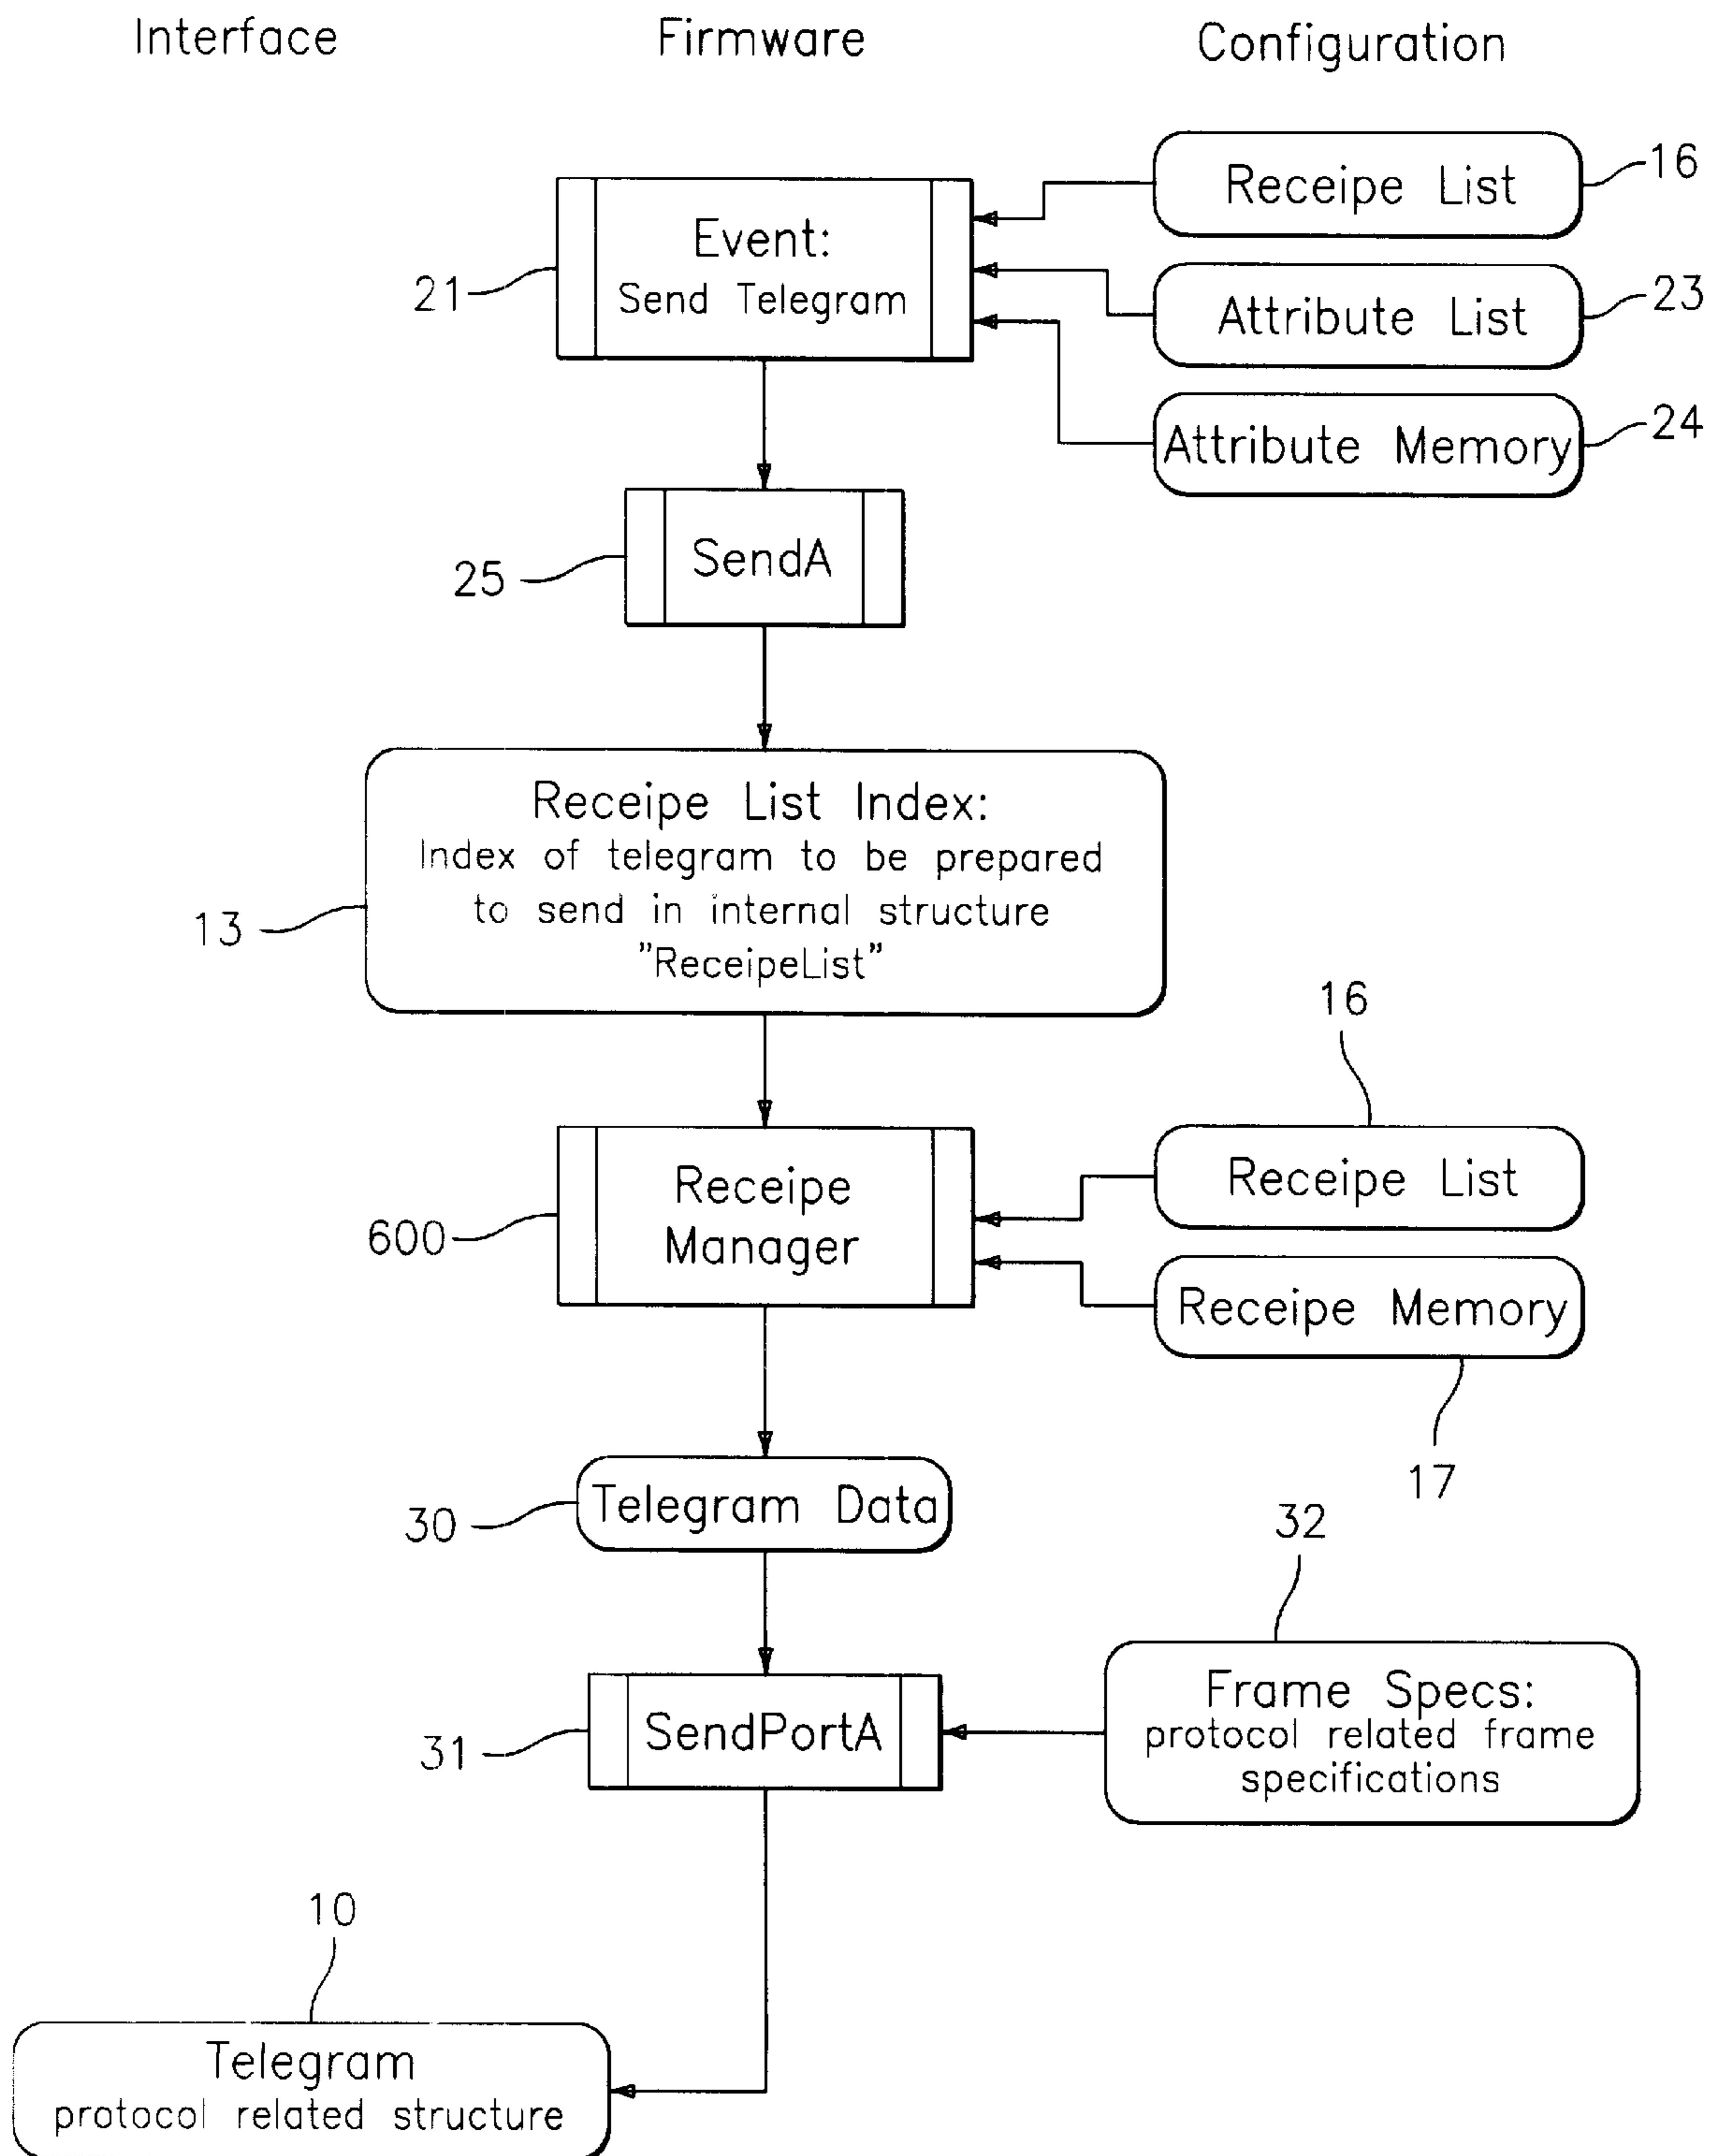 Interface Firmware Configuration
Receipe List
16
Event:
Send Telegram
21
Attribute List
23
Attribute Memory
24
SendA
25
Receipe List Index:
Index of telegram to be prepared
to send in internal structure
"ReceipeList"
13
16
Receipe
Manager
600
Receipe List
Receipe Memory
17
Telegram Data
30
32
SendPortA
31
Frame Specs:
protocol related frame
specifications
10
Telegram
protocol related structure